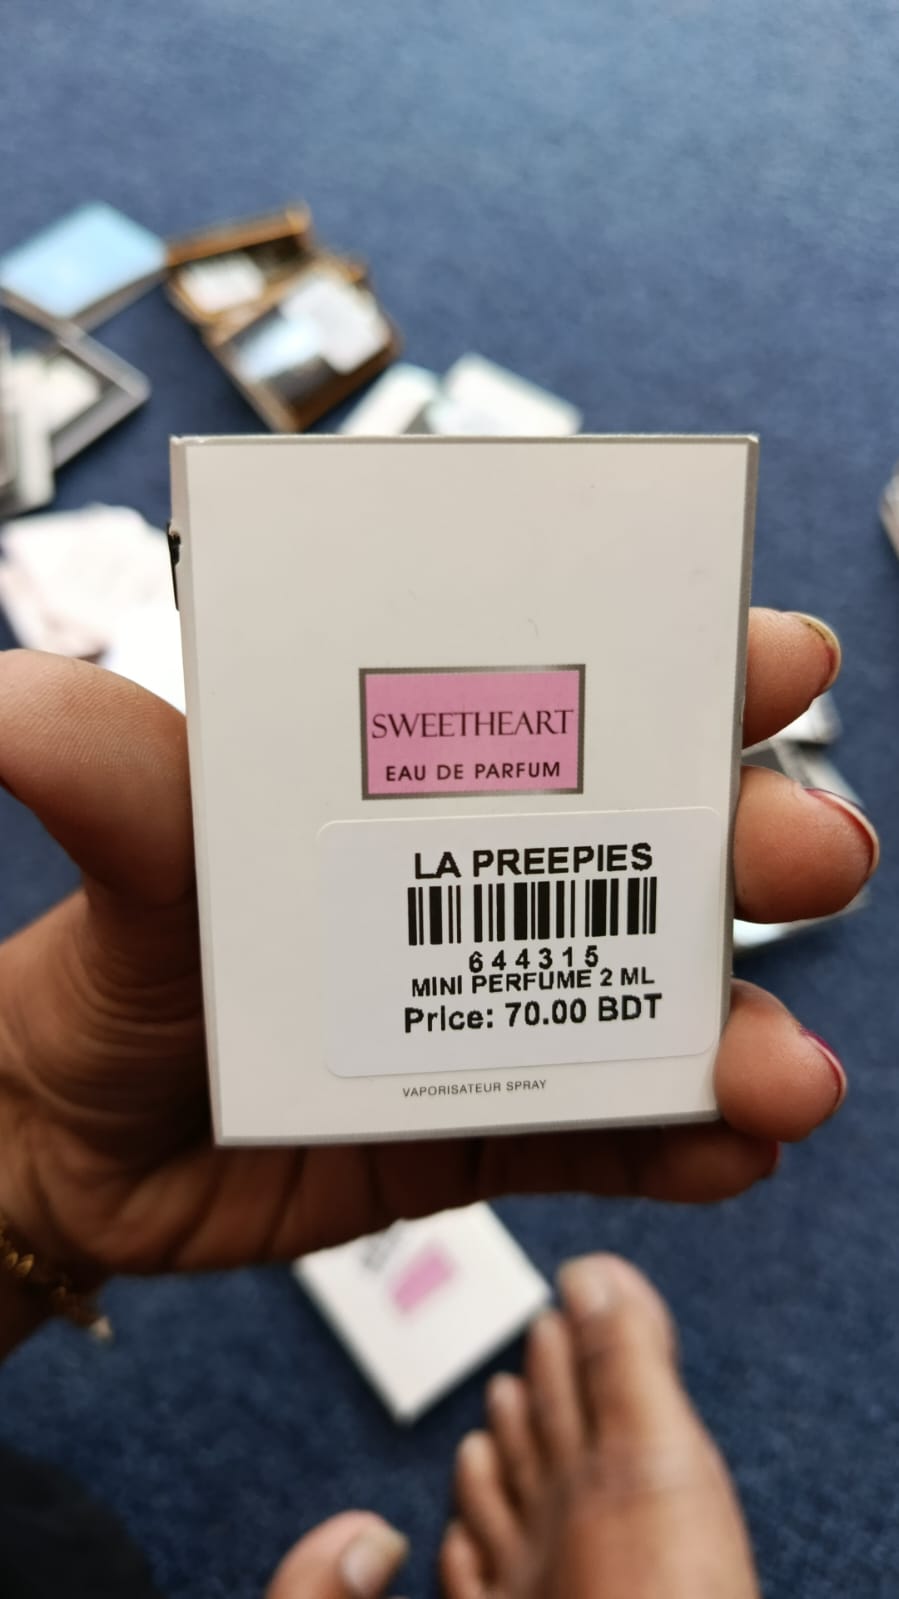 SWEETHEART
EAU DE PARFUM
LA PREEPIES
644315
MINI PERFUME 2 ML
Price: 70.00 BDT
VAPORISATEUR SPRAY